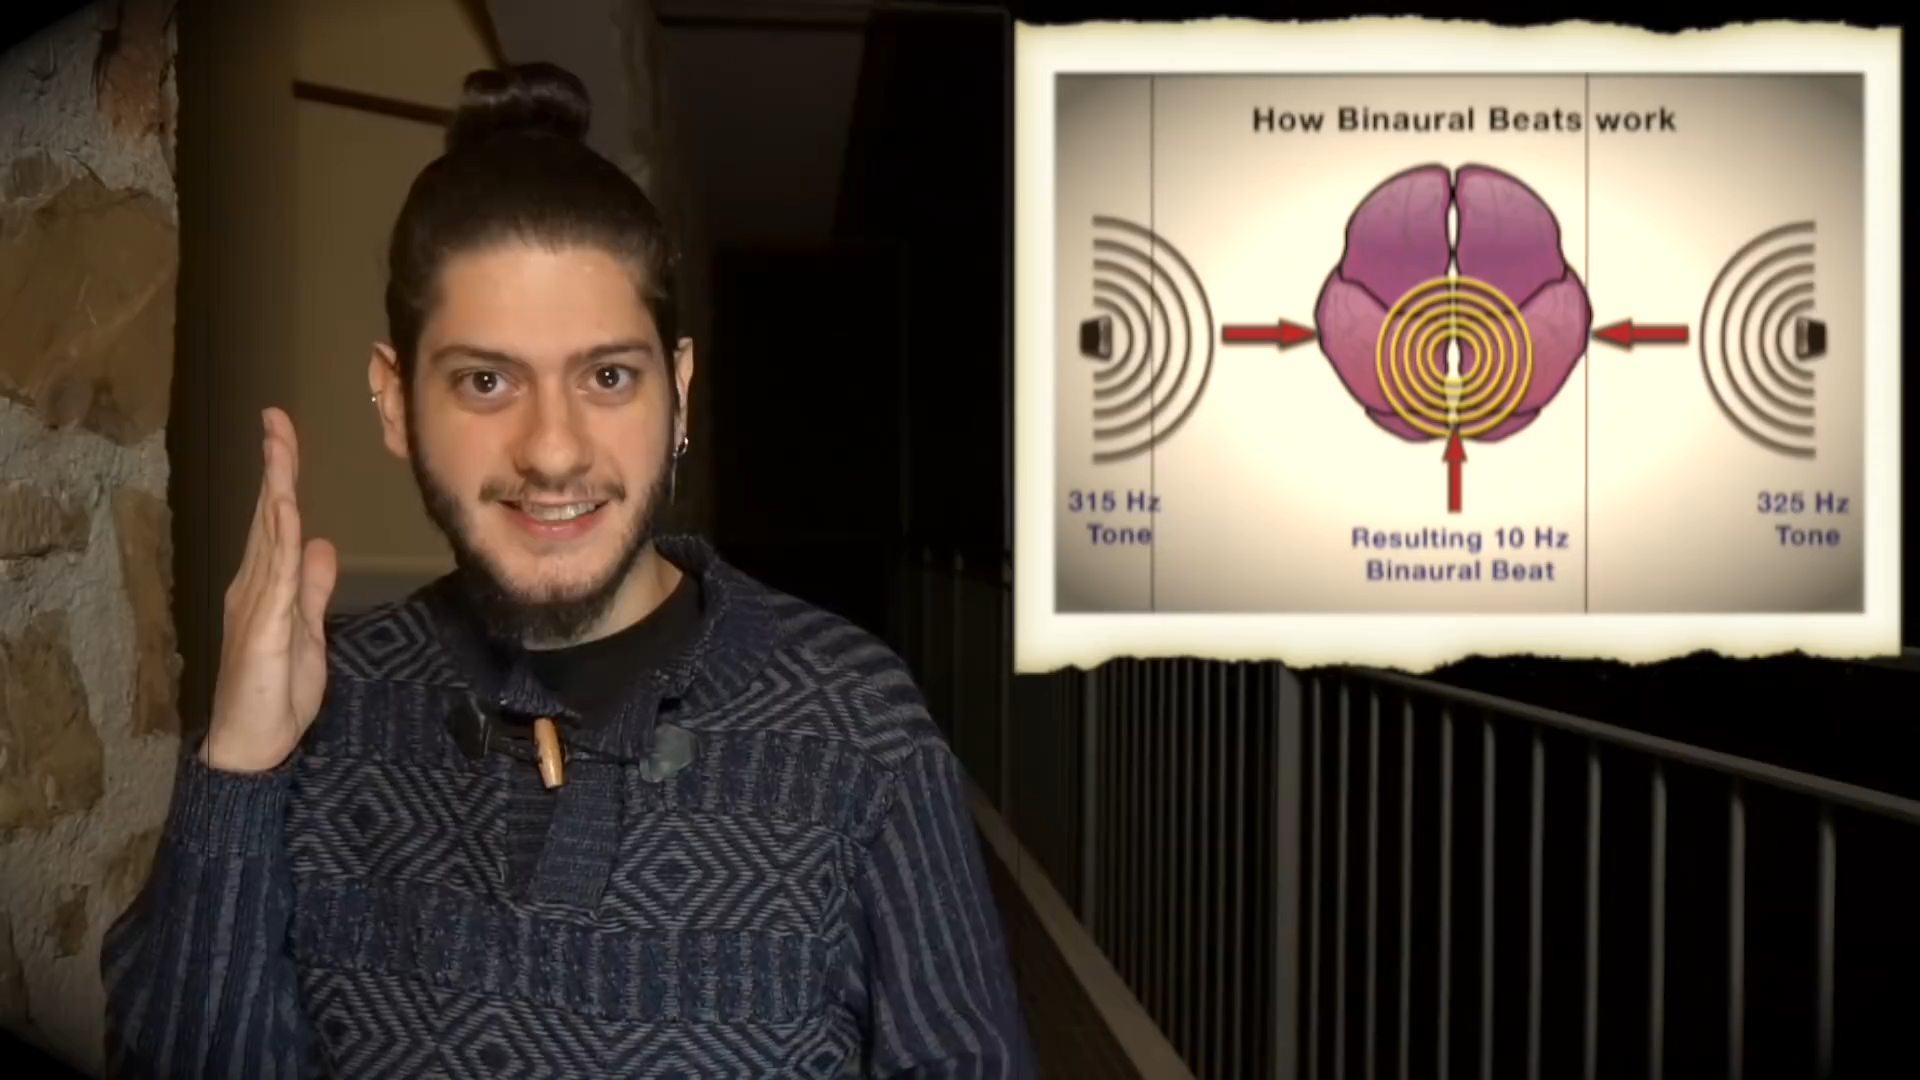 How Binaural Beats work
315 Hz
Tone
325 Hz
Tone
Resulting 10 Hz
Binaural Beat